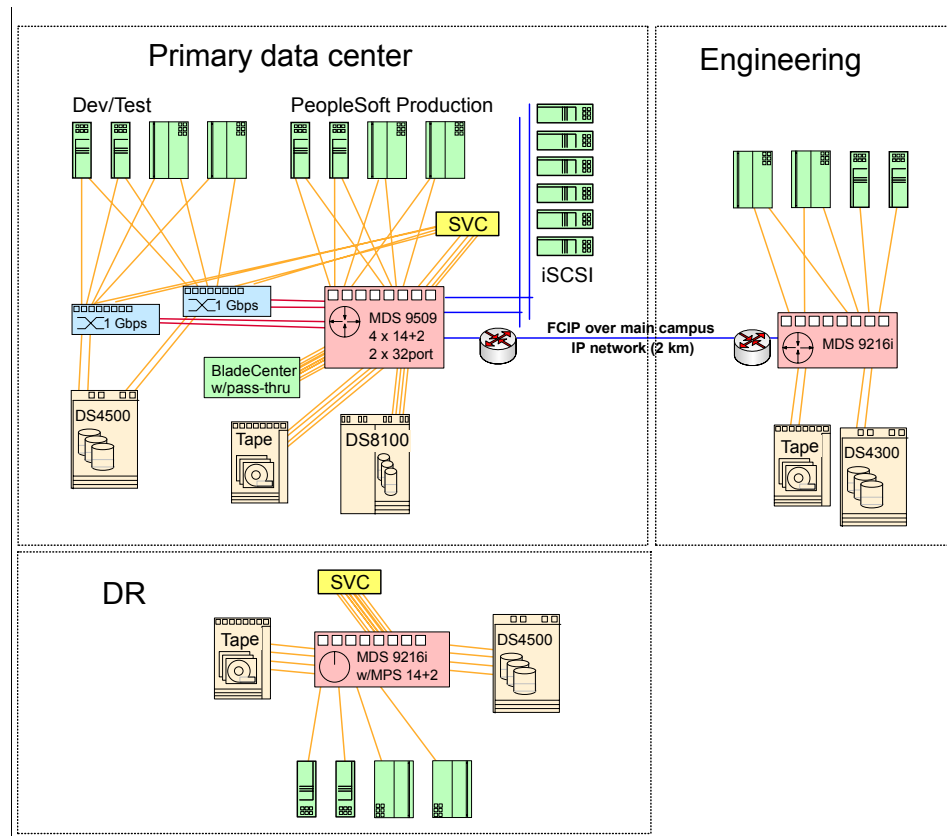 Primary data center
Engineering
Dev/Test
PeopleSoft Production
SVC
iSCSI
1 Gbps
1 Gbps
MDS 9509
4 x 14+2
2 x 32port
FCIP over main campus
IP network (2 km)
MDS 9216i
BladeCenter
w/pass-thru
DS4500
Tape
DS8100
Tape
DS4300
DR
SVC
Tape
MDS 9216i
w/MPS 14+2
DS4500